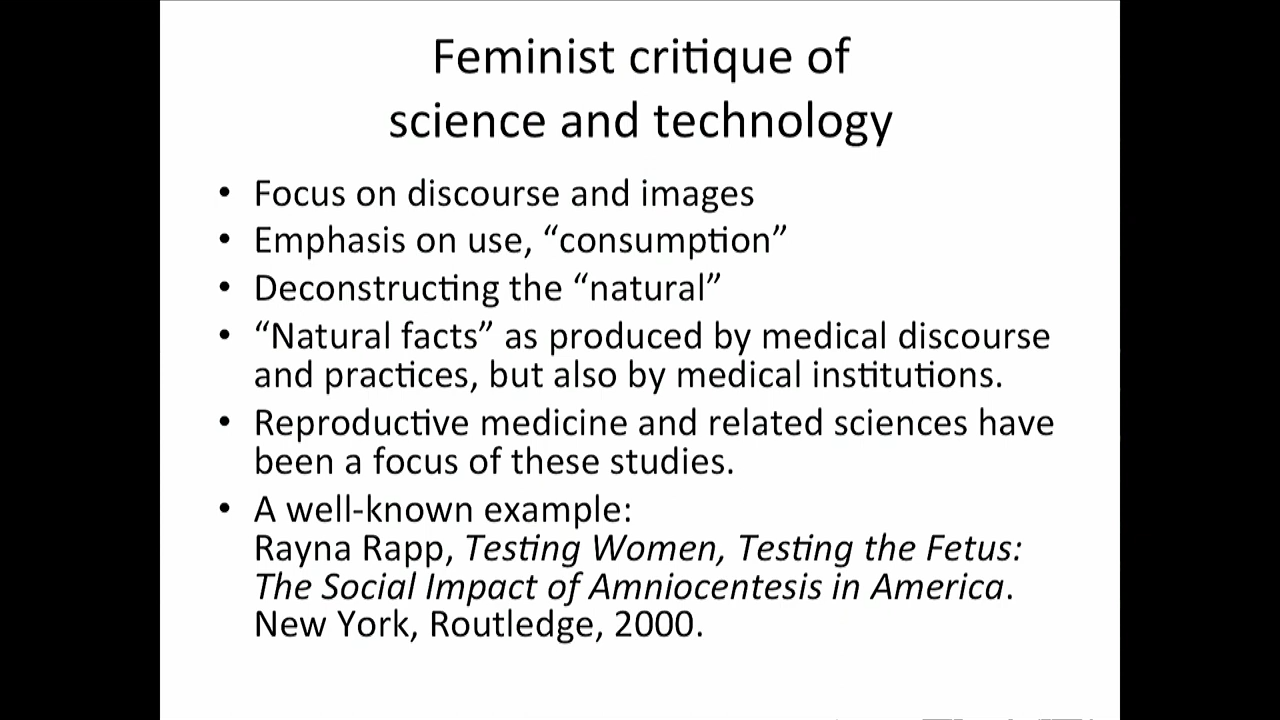 Feminist critique of
science and technology
• Focus on discourse and images
• Emphasis on use, “consumption”
• Deconstructing the “natural”
• “Natural facts” as produced by medical discourse
and practices, but also by medical institutions.
• Reproductive medicine and related sciences have
been a focus of these studies.
• A well-known example:
Rayna Rapp, Testing Women, Testing the Fetus:
The Social Impact of Amniocentesis in America.
New York, Routledge, 2000.